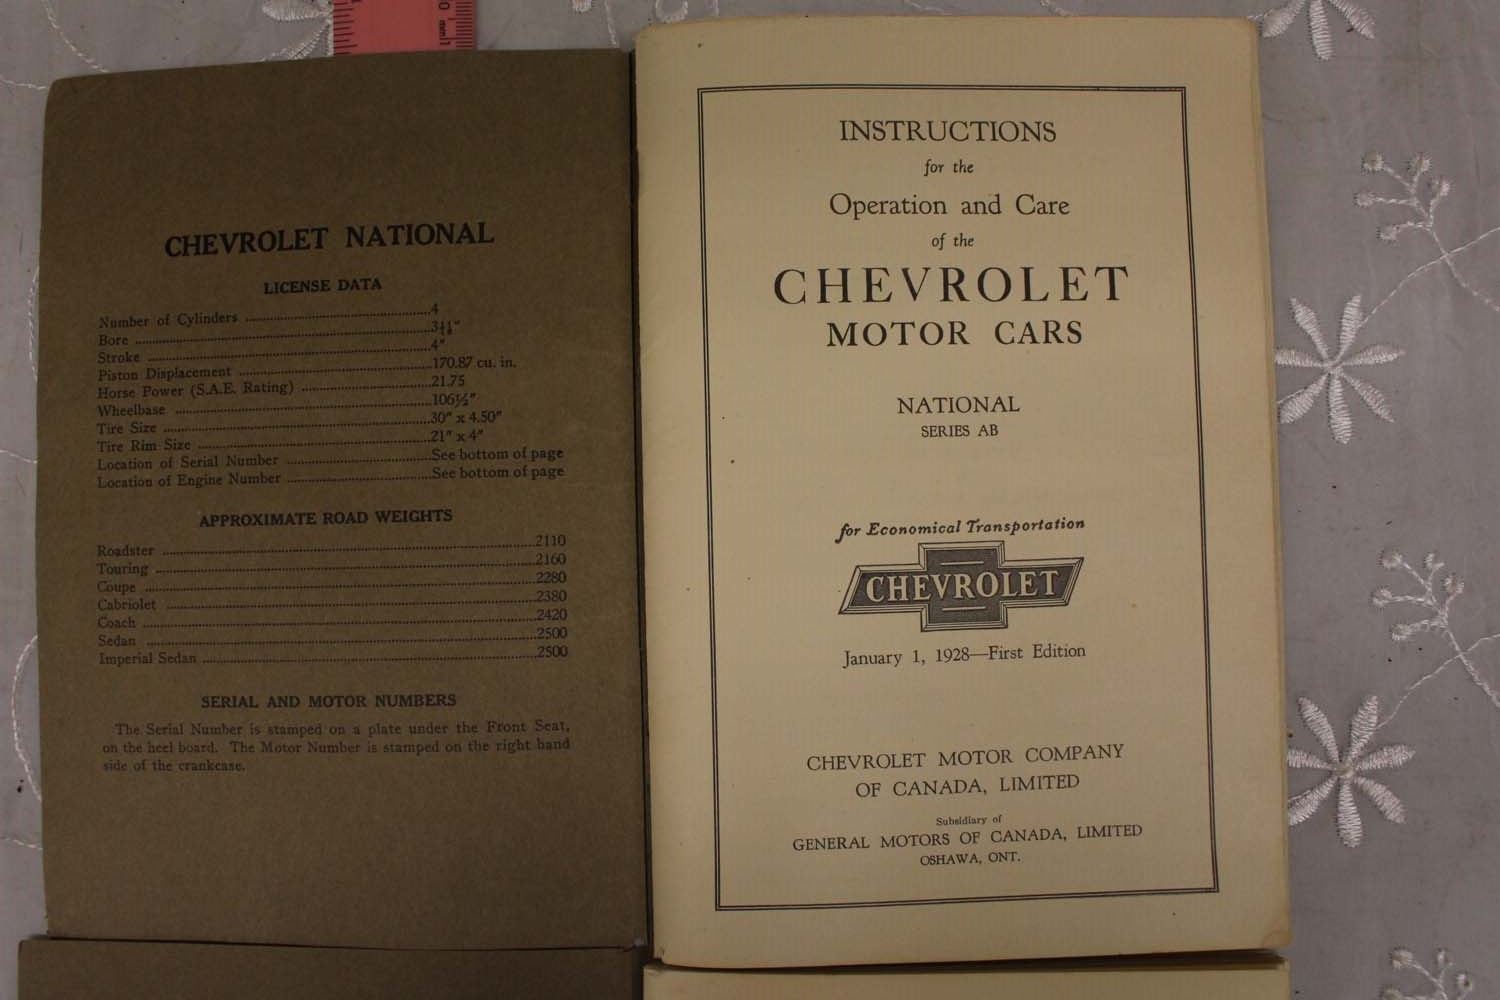 CHEVROLET NATIONAL
LICENSE DATA
Number of Cylinders 4
Bore 3 11/16"
Stroke 4"
Piston Displacement 170.87 cu. in.
Horse Power (S.A.E. Rating) 21.75
Wheelbase 106½"
Tire Size 30" x 4.50"
Tire Rim Size 21" x 4"
Location of Serial Number See bottom of page
Location of Engine Number See bottom of page
APPROXIMATE ROAD WEIGHTS
Roadster 2110
Touring 2160
Coupe 2280
Cabriolet 2380
Coach 2420
Sedan 2500
Imperial Sedan 2500
SERIAL AND MOTOR NUMBERS
The Serial Number is stamped on a plate under the Front Seat,
on the heel board. The Motor Number is stamped on the right hand
side of the crankcase.
INSTRUCTIONS
for the
Operation and Care
of the
CHEVROLET
MOTOR CARS
NATIONAL
SERIES AB
for Economical Transportation
CHEVROLET
January 1, 1928—First Edition
CHEVROLET MOTOR COMPANY
OF CANADA, LIMITED
Subsidiary of
GENERAL MOTORS OF CANADA, LIMITED
OSHAWA, ONT.